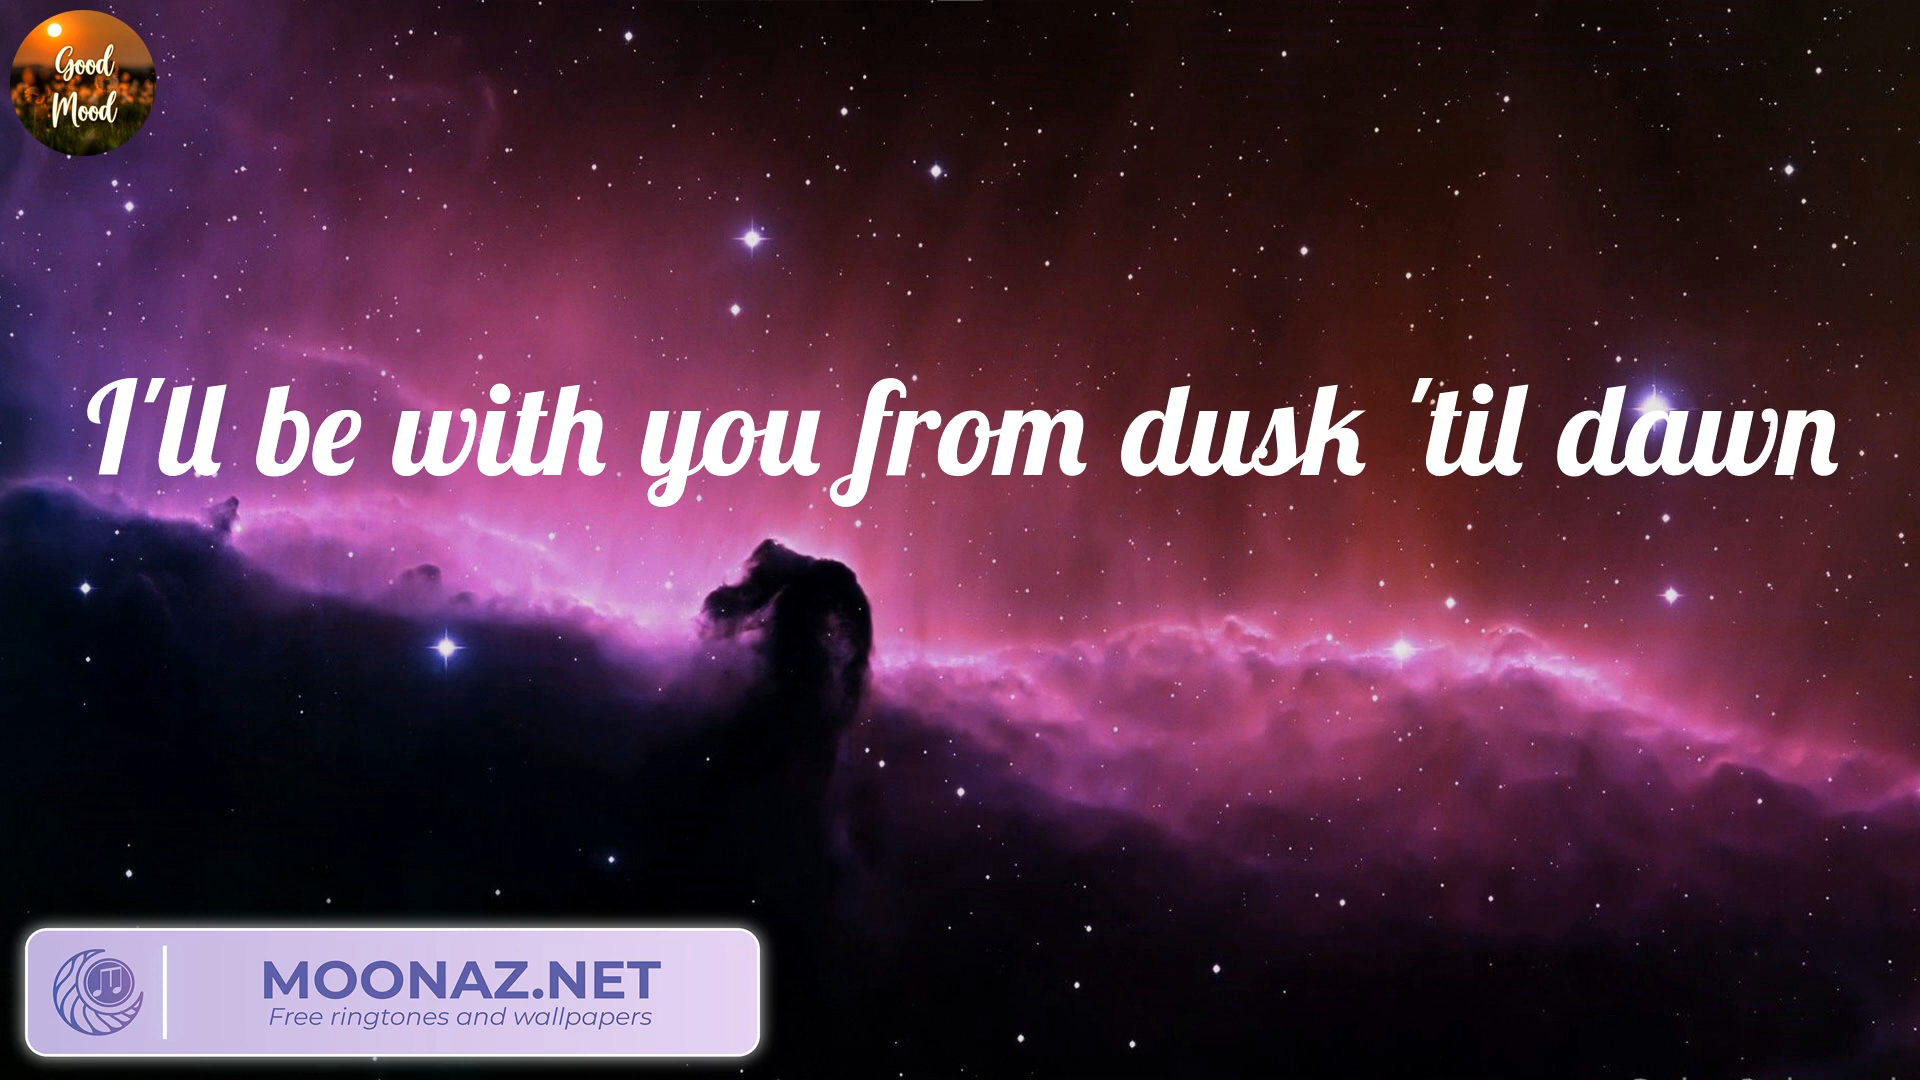 Good
Mood
I'll be with you from dusk 'til dawn
MOONAZ.NET
Free ringtones and wallpapers